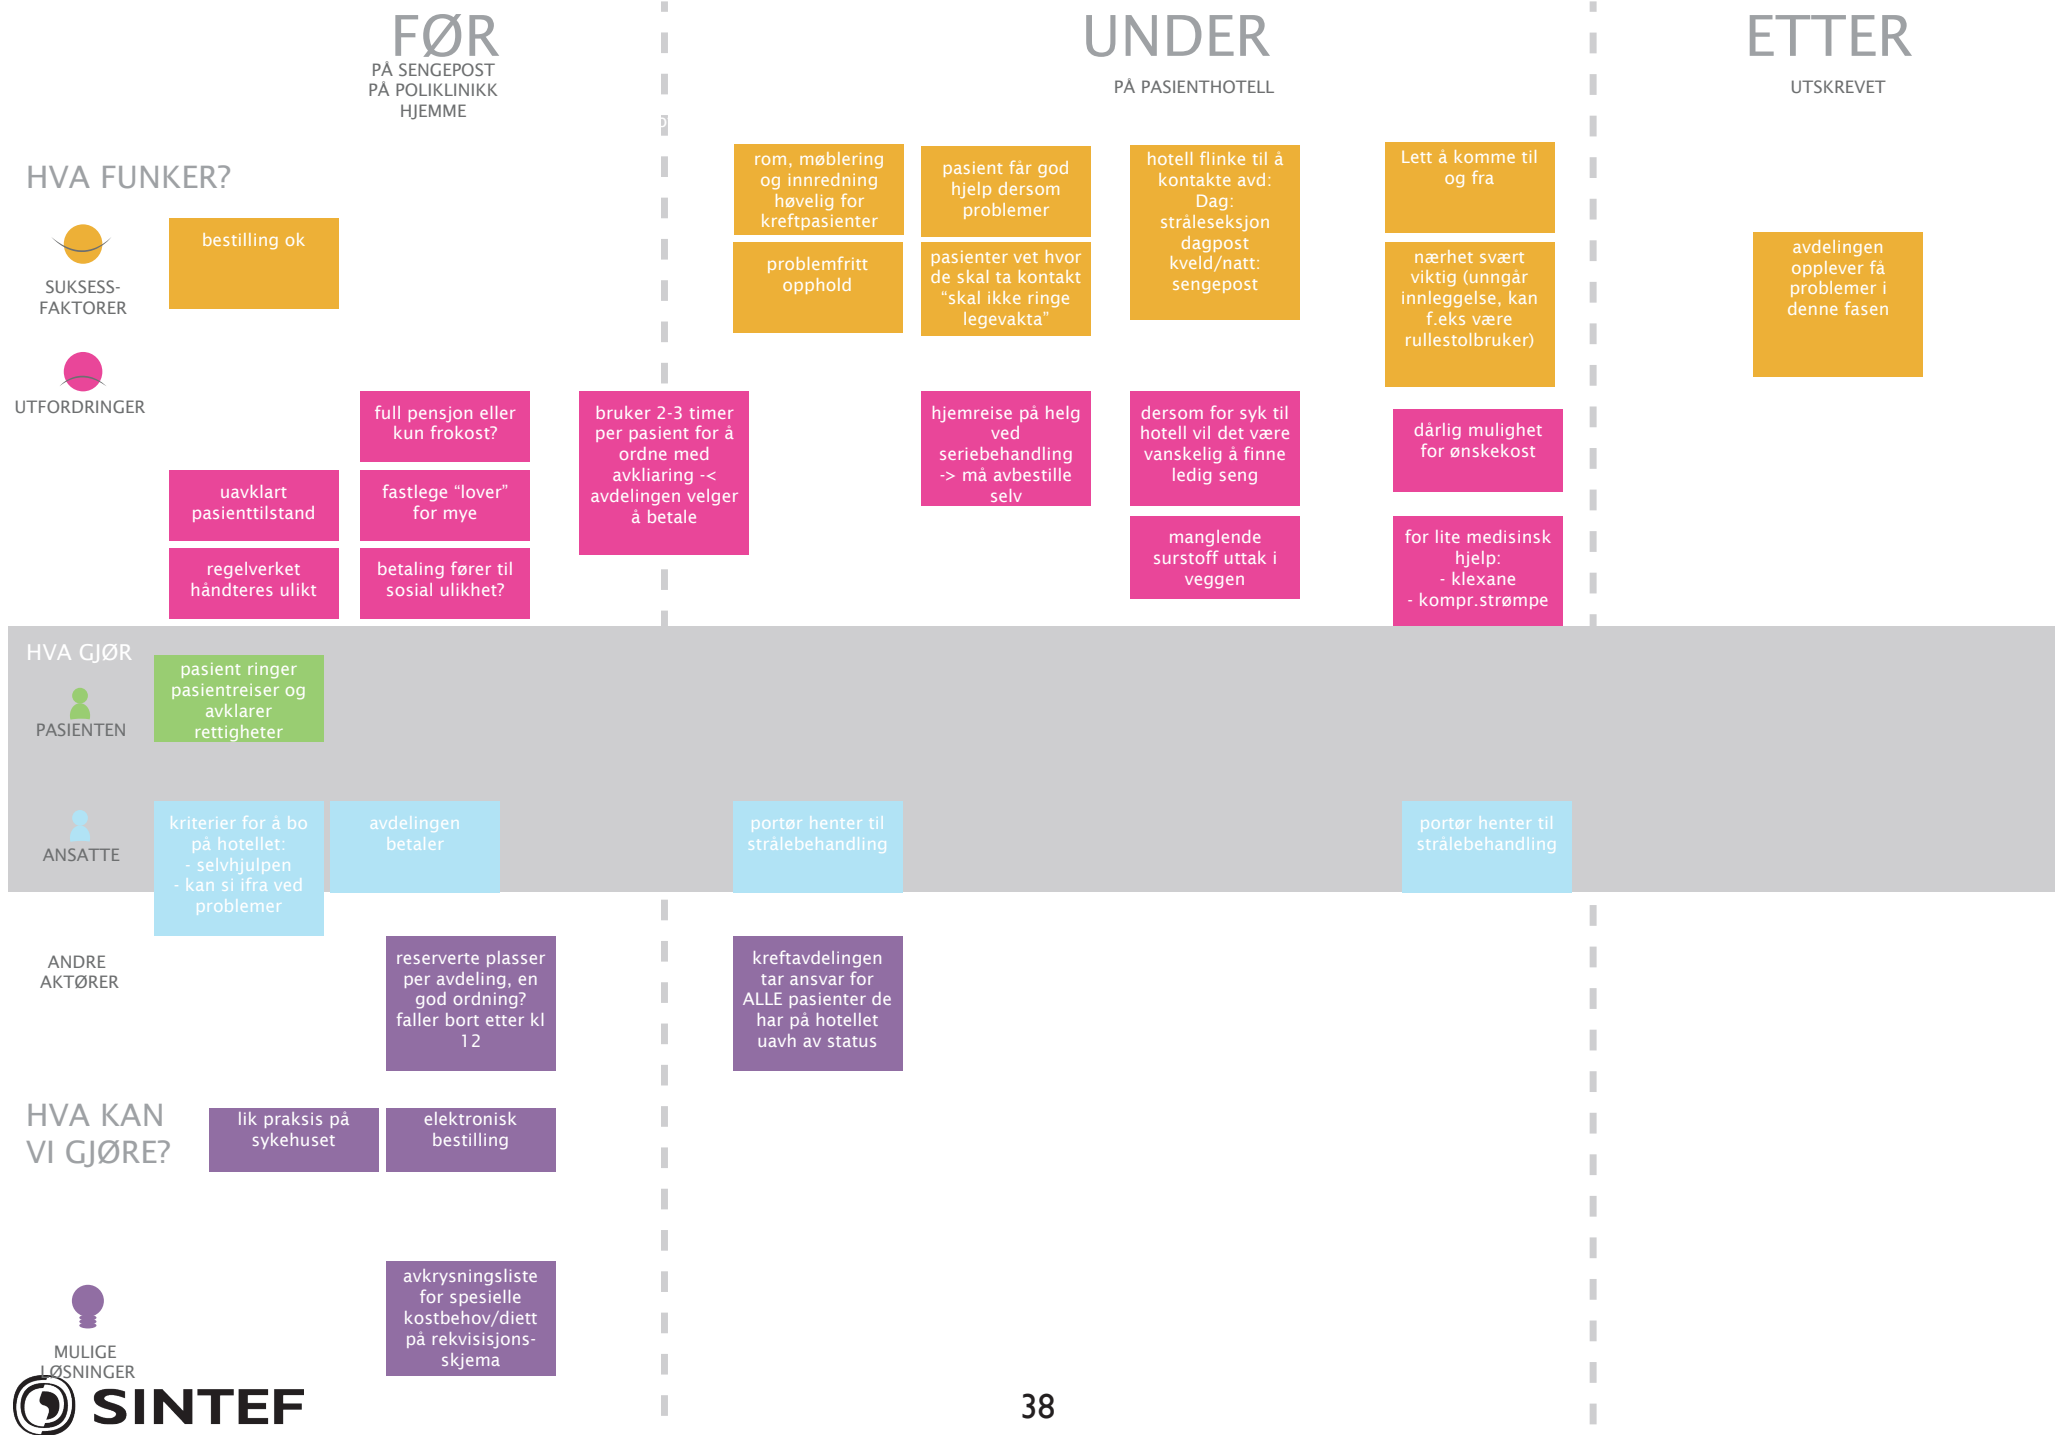 FØR
PÅ SENGEPOST
PÅ POLIKLINIKK
HJEMME
UNDER
PÅ PASIENTHOTELL
ETTER
UTSKREVET
HVA FUNKER?
SUKSESS-
FAKTORER
bestilling ok
rom, møblering
og innredning
høvelig for
kreftpasienter
problemfritt
opphold
pasient får god
hjelp dersom
problemer
pasienter vet hvor
de skal ta kontakt
“skal ikke ringe
legevakta”
hotell flinke til å
kontakte avd:
Dag:
stråleseksjon
dagpost
kveld/natt:
sengepost
Lett å komme til
og fra
nærhet svært
viktig (unngår
innleggelse, kan
f.eks være
rullestolbruker)
avdelingen
opplever få
problemer i
denne fasen
UTFORDRINGER
uavklart
pasienttilstand
regelverket
håndteres ulikt
full pensjon eller
kun frokost?
fastlege “lover”
for mye
betaling fører til
sosial ulikhet?
bruker 2-3 timer
per pasient for å
ordne med
avkliaring -<
avdelingen velger
å betale
hjemreise på helg
ved
seriebehandling
-> må avbestille
selv
dersom for syk til
hotell vil det være
vanskelig å finne
ledig seng
manglende
surstoff uttak i
veggen
dårlig mulighet
for ønskekost
for lite medisinsk
hjelp:
- klexane
- kompr.strømpe
HVA GJØR
PASIENTEN
pasient ringer
pasientreiser og
avklarer
rettigheter
ANSATTE
kriterier for å bo
på hotellet:
- selvhjulpen
- kan si ifra ved
problemer
avdelingen
betaler
portør henter til
strålebehandling
portør henter til
strålebehandling
ANDRE
AKTØRER
reserverte plasser
per avdeling, en
god ordning?
faller bort etter kl
12
kreftavdelingen
tar ansvar for
ALLE pasienter de
har på hotellet
uavh av status
HVA KAN
VI GJØRE?
lik praksis på
sykehuset
elektronisk
bestilling
MULIGE
LØSNINGER
avkrysningsliste
for spesielle
kostbehov/diett
på rekvisisjons-
skjema
SINTEF
38